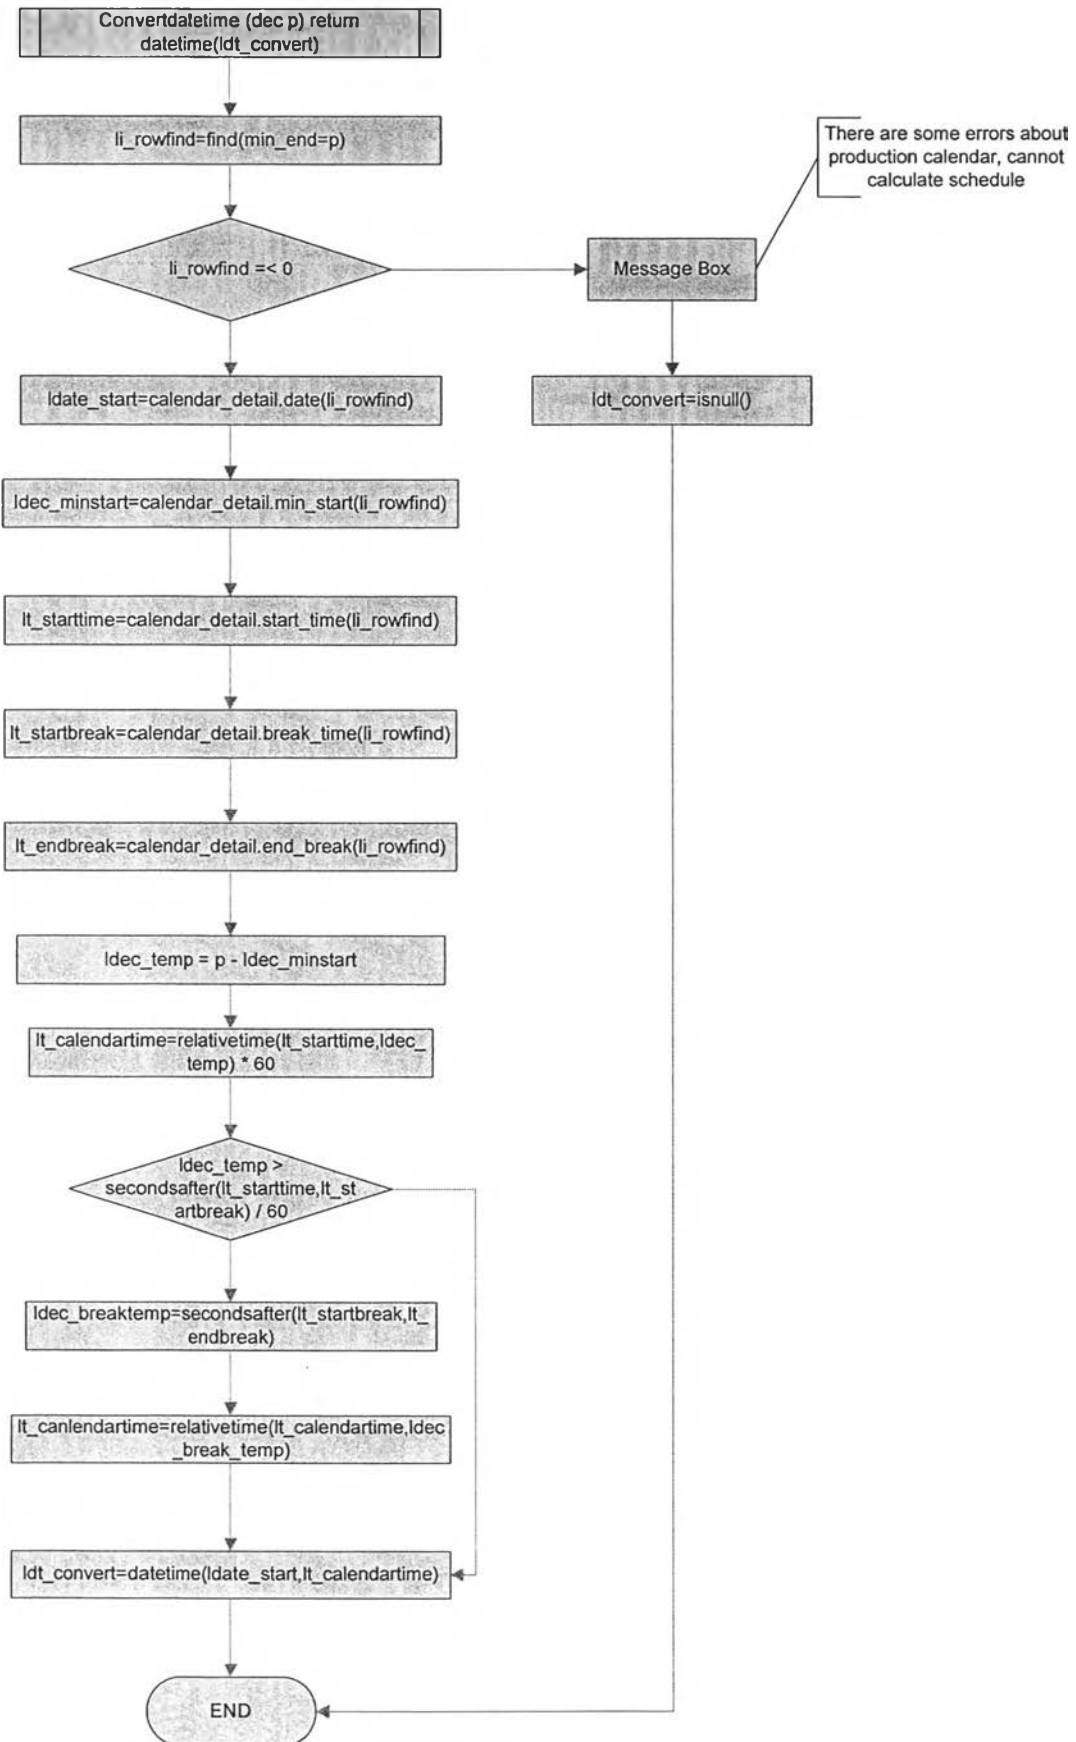 Convertdatetime (dec p) return
datetime(ldt_convert)
li_rowfind=find(min_end=p)
There are some errors about
production calendar, cannot
calculate schedule
li_rowfind =< 0
Message Box
ldate_start=calendar_detail.date(li_rowfind)
ldt_convert=isnull()
ldec_minstart=calendar_detail.min_start(li_rowfind)
lt_starttime=calendar_detail.start_time(li_rowfind)
lt_startbreak=calendar_detail.break_time(li_rowfind)
lt_endbreak=calendar_detail.end_break(li_rowfind)
ldec_temp = p - ldec_minstart
lt_calendartime=relativetime(lt_starttime,ldec_
temp) * 60
ldec_temp >
secondsafter(lt_starttime,lt_st
artbreak) / 60
ldec_breaktemp=secondsafter(lt_startbreak,lt_
endbreak)
lt_canlendartime=relativetime(lt_calendartime,ldec
_break_temp)
ldt_convert=datetime(ldate_start,lt_calendartime)
END